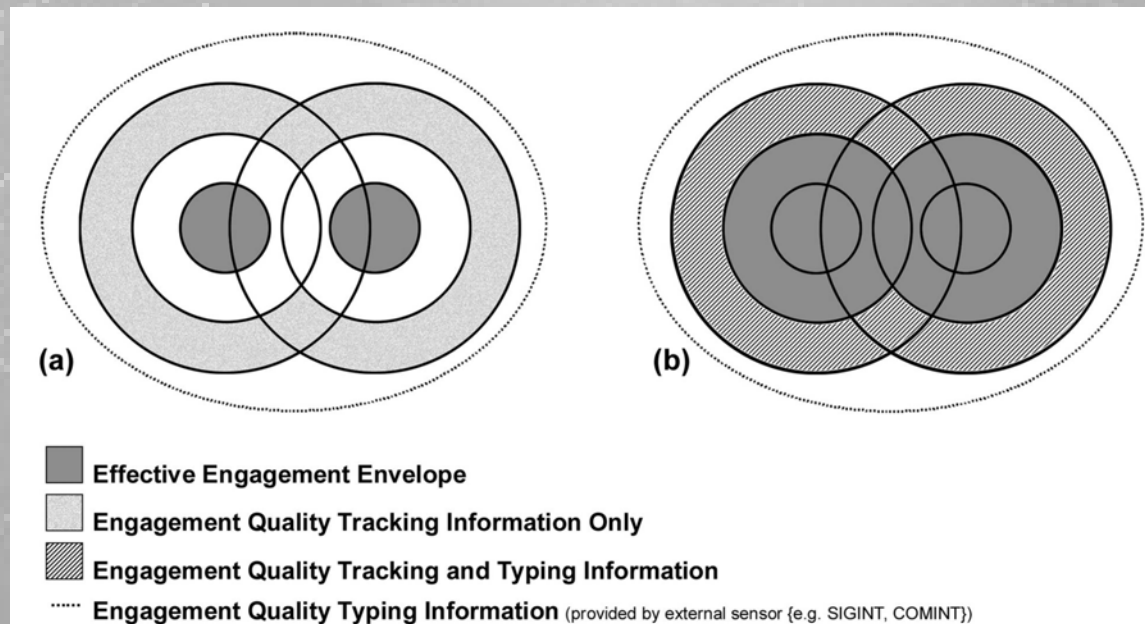 (a)
(b)
Effective Engagement Envelope
Engagement Quality Tracking Information Only
Engagement Quality Tracking and Typing Information
Engagement Quality Typing Information (provided by external sensor {e.g. SIGINT, COMINT})